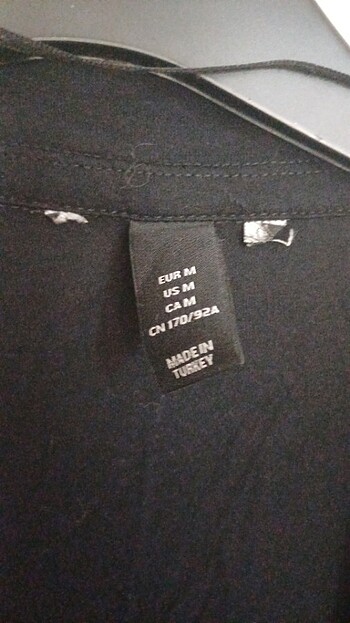 EUR M
US M
CA M
CN 170/92A
MADE IN
TURKEY